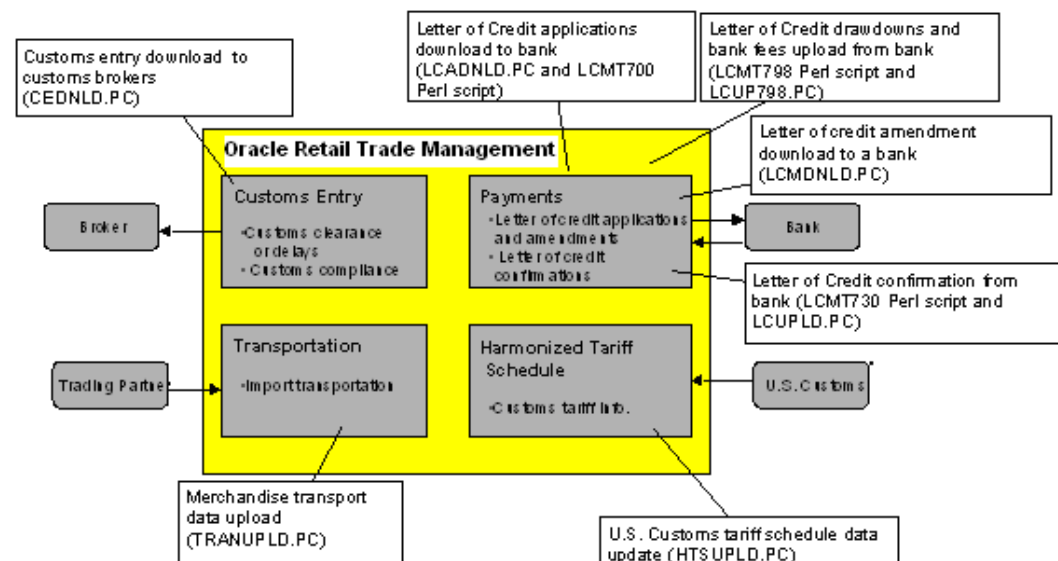 Customs entry download to
customs brokers
(CEDNLD.PC)
Letter of Credit applications
download to bank
(LCADNLD.PC and LCMT700
Perl script)
Letter of Credit drawdowns and
bank fees upload from bank
(LCMT798 Perl script and
LCUP798.PC)
Letter of credit amendment
download to a bank
(LCMDNLD.PC)
Oracle Retail Trade Management
Customs Entry
•Customs clearance
or delays
• Customs compliance
Payments
•Letter of credit applications
and amendments
• Letter of credit
confirmations
Broker
Bank
Letter of Credit confirmation from
bank (LCMT730 Perl script and
LCUPLD.PC)
Transportation
•Import transportation
Harmonized Tariff
Schedule
•Customs tariff info.
Trading Partne
U.S. Customs
Merchandise transport
data upload
(TRANUPLD.PC)
U.S. Customs tariff schedule data
update (HTSUPLD.PC)